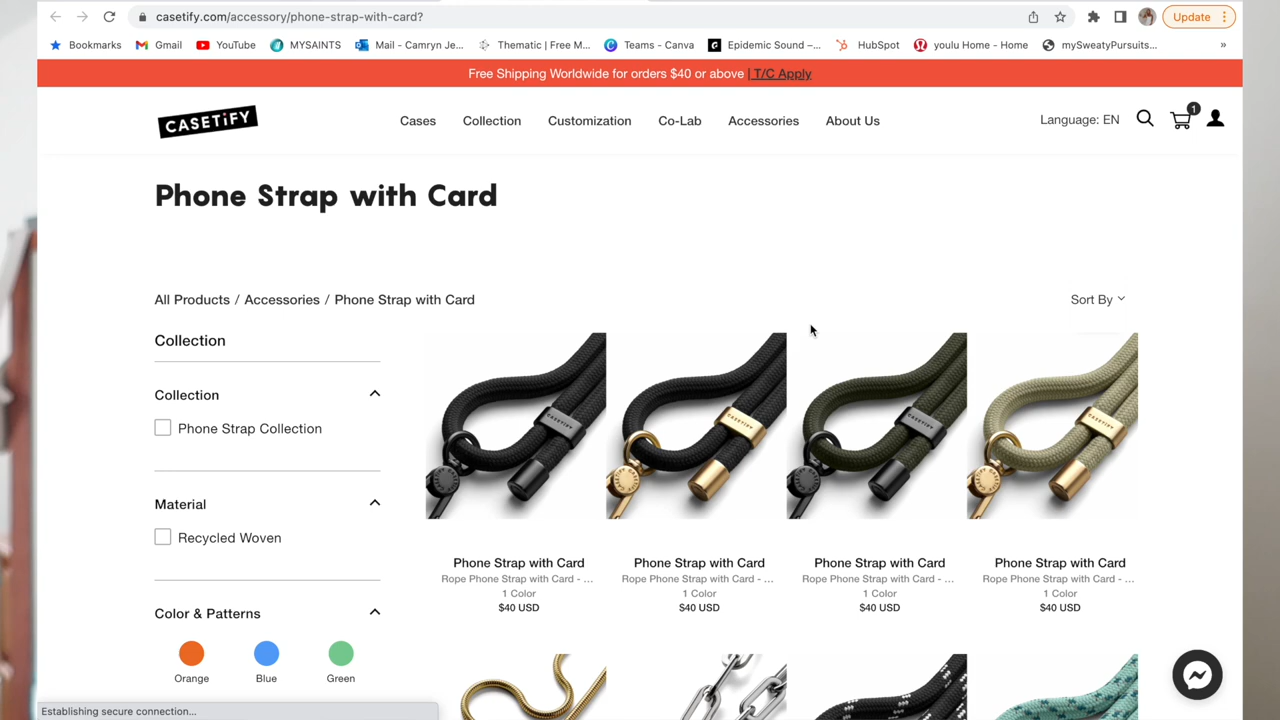 casetify.com/accessory/phone-strap-with-card?
Update
Bookmarks
Gmail
YouTube
MYSAINTS
Mail - Camryn Je...
Thematic | Free M...
Teams - Canva
Epidemic Sound –...
HubSpot
youlu Home - Home
mySweatyPursuits...
»
Free Shipping Worldwide for orders $40 or above | T/C Apply
CASETiFY
Cases
Collection
Customization
Co-Lab
Accessories
About Us
Language: EN
1
Phone Strap with Card
All Products / Accessories / Phone Strap with Card
Sort By
Collection
Collection
Phone Strap Collection
Material
Recycled Woven
Color & Patterns
Orange
Blue
Green
CASETiFY
CASETiFY
CASETiFY
CASETiFY
Phone Strap with Card
Rope Phone Strap with Card - ...
1 Color
$40 USD
Phone Strap with Card
Rope Phone Strap with Card - ...
1 Color
$40 USD
Phone Strap with Card
Rope Phone Strap with Card - ...
1 Color
$40 USD
Phone Strap with Card
Rope Phone Strap with Card - ...
1 Color
$40 USD
Establishing secure connection...